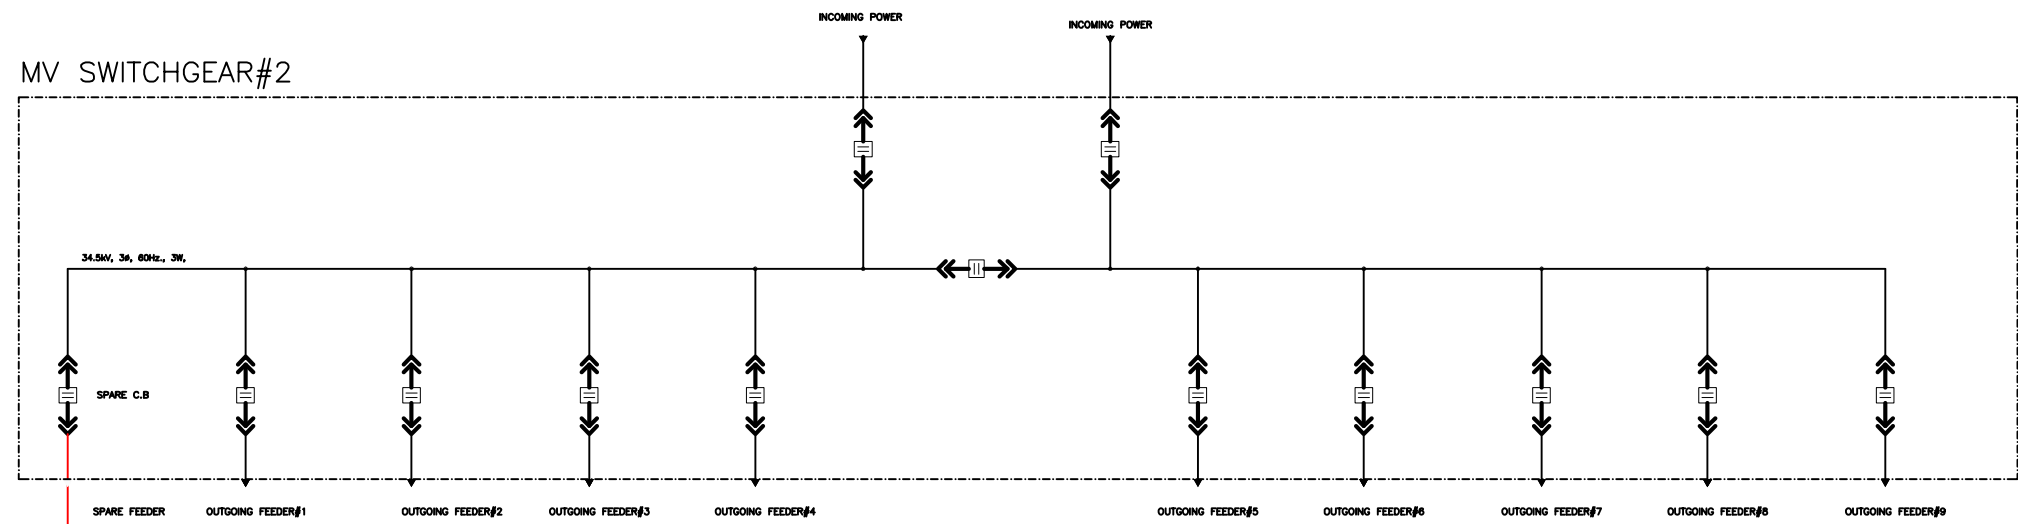 INCOMING POWER
INCOMING POWER
MV SWITCHGEAR#2
34.5kV, 3ø, 60Hz., 3W,
SPARE C.B
SPARE FEEDER
OUTGOING FEEDER#1
OUTGOING FEEDER#2
OUTGOING FEEDER#3
OUTGOING FEEDER#4
OUTGOING FEEDER#5
OUTGOING FEEDER#6
OUTGOING FEEDER#7
OUTGOING FEEDER#8
OUTGOING FEEDER#9